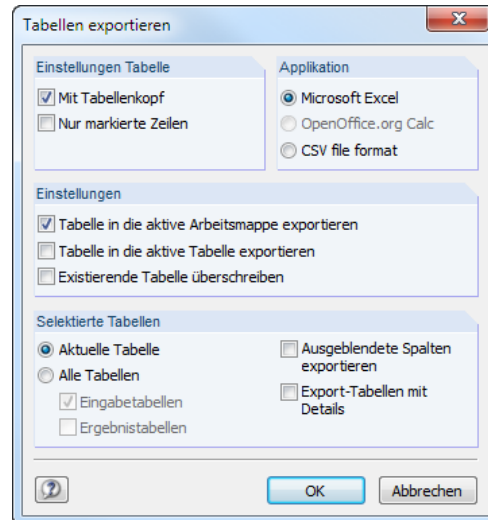 Tabellen exportieren
Einstellungen Tabelle
Mit Tabellenkopf
Nur markierte Zeilen
Applikation
Microsoft Excel
OpenOffice.org Calc
CSV file format
Einstellungen
Tabelle in die aktive Arbeitsmappe exportieren
Tabelle in die aktive Tabelle exportieren
Existierende Tabelle überschreiben
Selektierte Tabellen
Aktuelle Tabelle
Alle Tabellen
Eingabetabellen
Ergebnistabellen
Ausgeblendete Spalten
exportieren
Export-Tabellen mit
Details
OK
Abbrechen